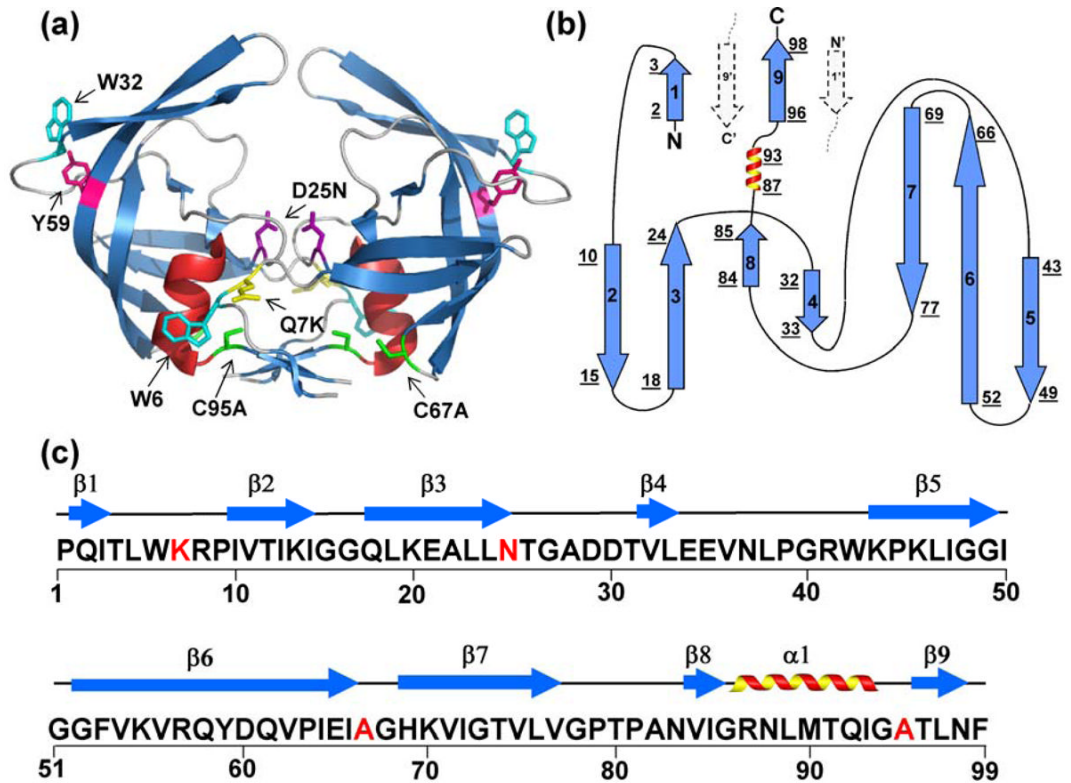 (a)
W32
Y59
D25N
Q7K
W6
C95A
C67A
(b)
C
N'
3
98
9'
9
1'
1
2
96
N
C'
69
66
93
87
7
10
24
85
43
32
2
3
8
84
4
6
5
33
77
15
18
52
49
(c)
β1 β2 β3 β4 β5
PQITLWKRPIVTIKIGGQLKEALLNTGADDTVLEEVNLPGRWKPKLIGGI
1 10 20 30 40 50
β6 β7 β8 α1 β9
GGFVKVRQYDQVPIEIAGHKVIGTVLVGPTPANVIGRNLMTQIGATLNF
51 60 70 80 90 99